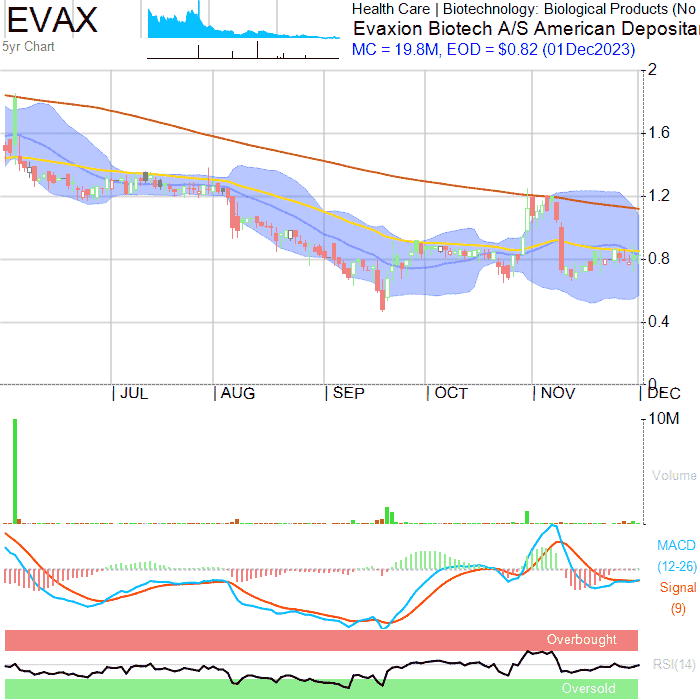 EVAX
5yr Chart
Health Care | Biotechnology: Biological Products (No
Evaxion Biotech A/S American Depositar
MC = 19.8M, EOD = $0.82 (01Dec2023)
2
1.6
1.2
0.8
0.4
0
JUL AUG SEP OCT NOV DEC
10M
Volume
MACD
(12-26)
Signal
(9)
Overbought
RSI(14)
Oversold